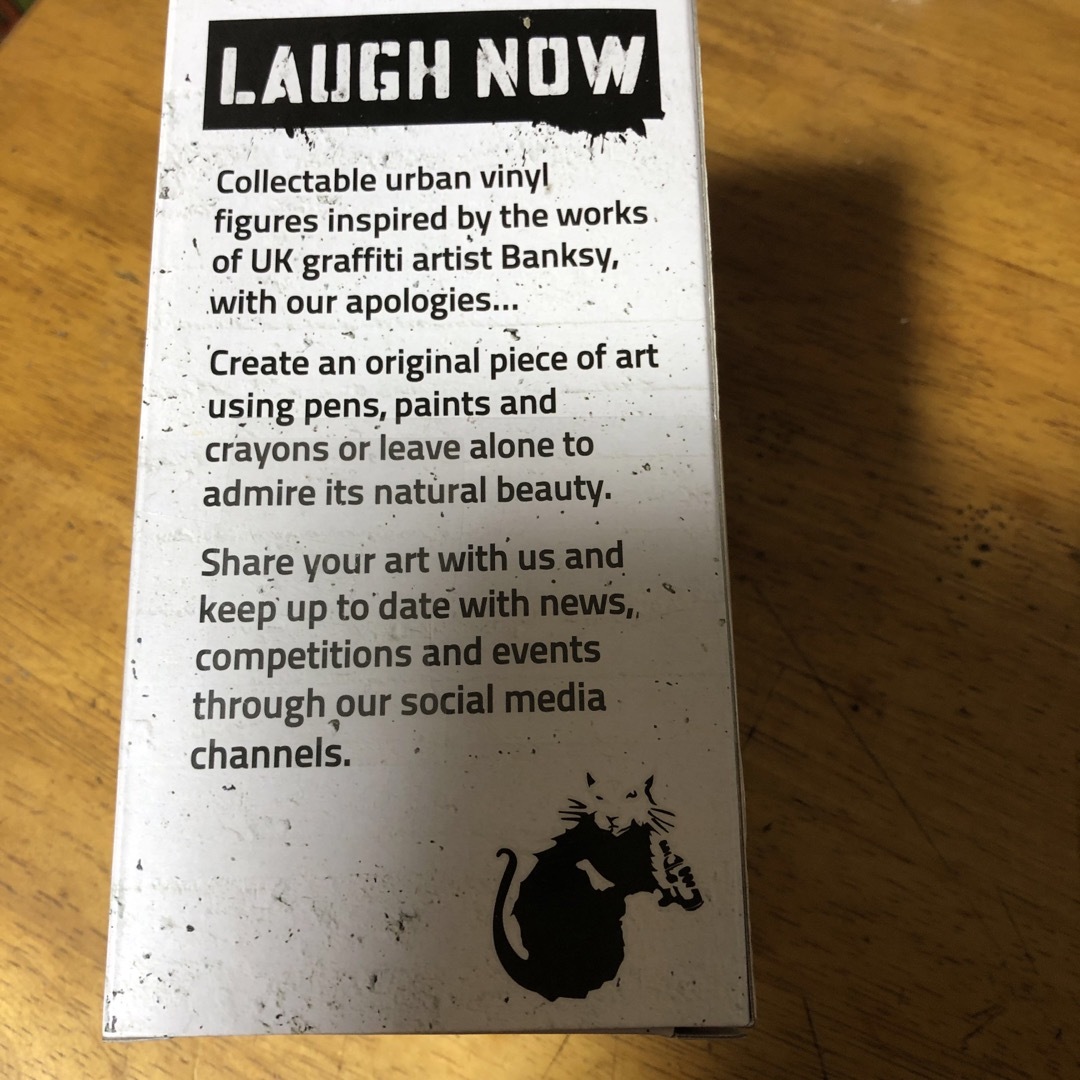 LAUGH NOW
Collectable urban vinyl
figures inspired by the works
of UK graffiti artist Banksy,
with our apologies...
Create an original piece of art
using pens, paints and
crayons or leave alone to
admire its natural beauty.
Share your art with us and
keep up to date with news,
competitions and events
through our social media
channels.